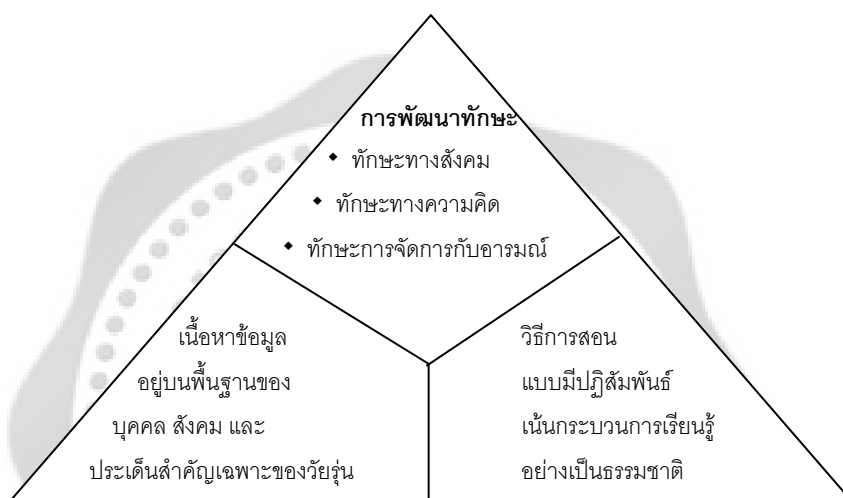 การพัฒนาทักษะ
◆ ทักษะทางสังคม
◆ ทักษะทางความคิด
◆ ทักษะการจัดการกับอารมณ์
เนื้อหาข้อมูล
อยู่บนพื้นฐานของ
บุคคล สังคม และ
ประเด็นสำคัญเฉพาะของวัยรุ่น
วิธีการสอน
แบบมีปฏิสัมพันธ์
เน้นกระบวนการเรียนรู้
อย่างเป็นธรรมชาติ